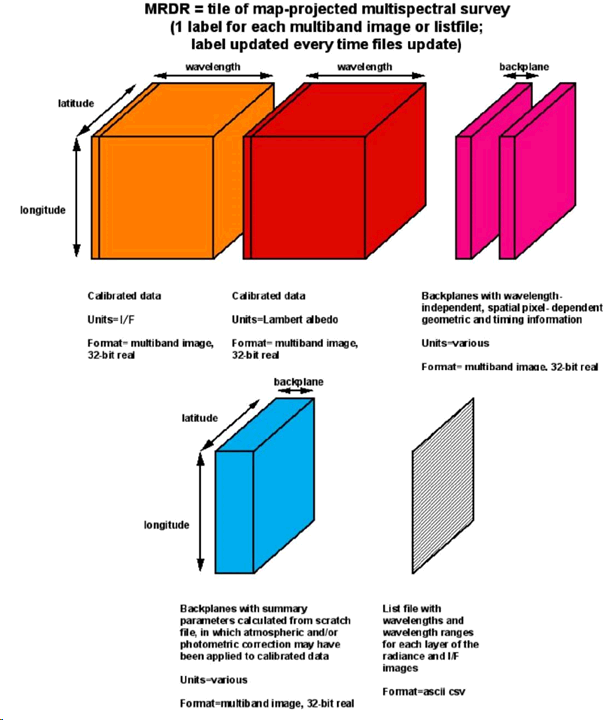 MRDR = tile of map-projected multispectral survey
(1 label for each multiband image or listfile;
label updated every time files update)
wavelength
wavelength
backplane
latitude
longitude
Calibrated data
Units=I/F
Format= multiband image,
32-bit real
Calibrated data
Units=Lambert albedo
Format= multiband image,
32-bit real
Backplanes with wavelength-
independent, spatial pixel- dependent
geometric and timing information
Units=various
Format= multiband image. 32-bit real
backplane
latitude
longitude
Backplanes with summary
parameters calculated from scratch
file, in which atmospheric and/or
photometric correction may have
been applied to calibrated data
Units=various
Format=multiband image, 32-bit real
List file with
wavelengths and
wavelength ranges
for each layer of the
radiance and I/F
images
Format=ascii csv